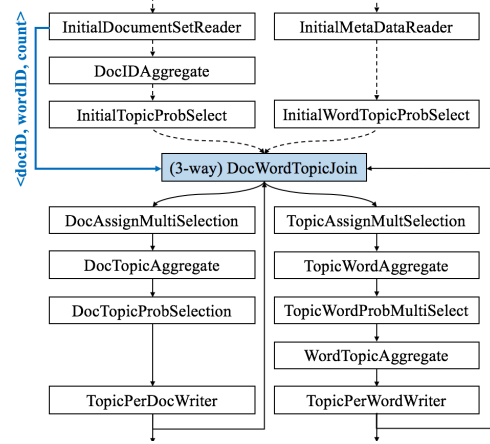 InitialDocumentSetReader
InitialMetaDataReader
<docID, wordID, count>
DocIDAggregate
InitialTopicProbSelect
InitialWordTopicProbSelect
(3-way) DocWordTopicJoin
DocAssignMultiSelection
TopicAssignMultSelection
DocTopicAggregate
TopicWordAggregate
DocTopicProbSelection
TopicWordProbMultiSelect
WordTopicAggregate
TopicPerDocWriter
TopicPerWordWriter